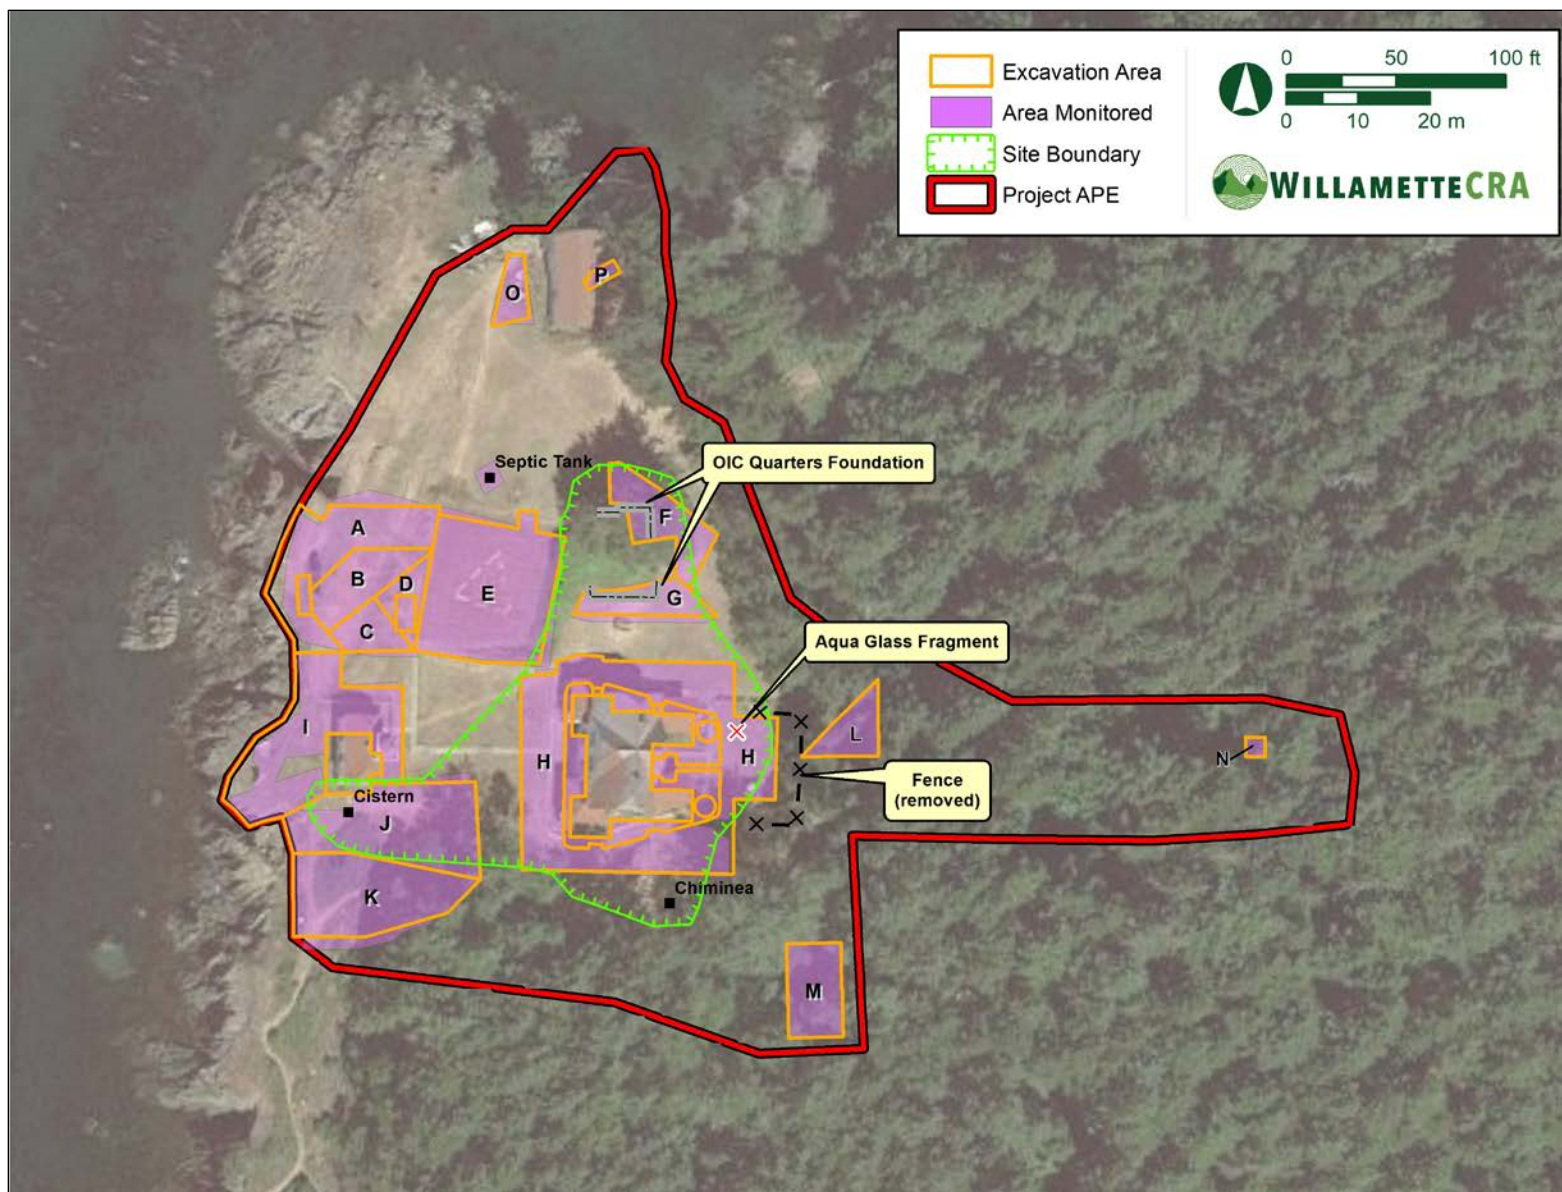 Excavation Area
Area Monitored
Site Boundary
Project APE
0 50 100 ft
0 10 20 m
WILLAMETTECRA
O
P
Septic Tank
OIC Quarters Foundation
A
F
B
D
E
G
C
Aqua Glass Fragment
I
L
H
H
N
Fence
(removed)
Cistern
J
K
Chiminea
M